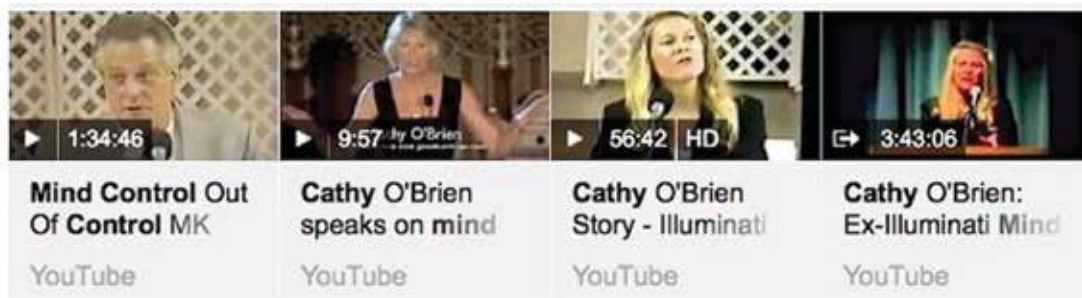 1:34:46
Mind Control Out
Of Control MK
YouTube
9:57
Cathy O'Brien
Cathy O'Brien
speaks on mind
YouTube
56:42 HD
Cathy O'Brien
Story - Illuminati
YouTube
3:43:06
Cathy O'Brien:
Ex-Illuminati Mind
YouTube